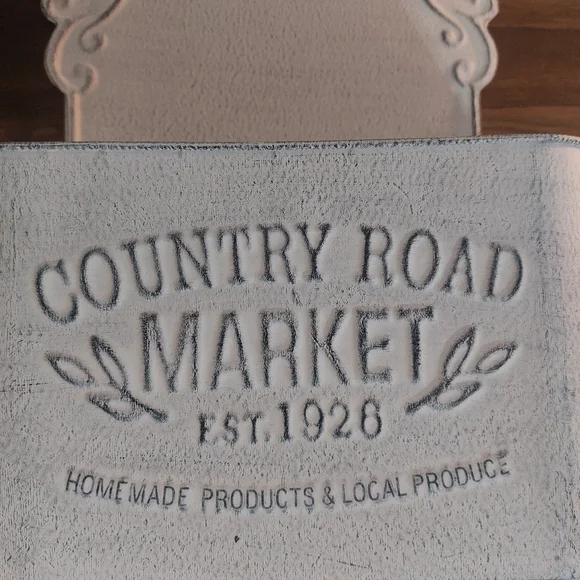 COUNTRY ROAD
MARKET
EST. 1926
HOMEMADE PRODUCTS & LOCAL PRODUCE